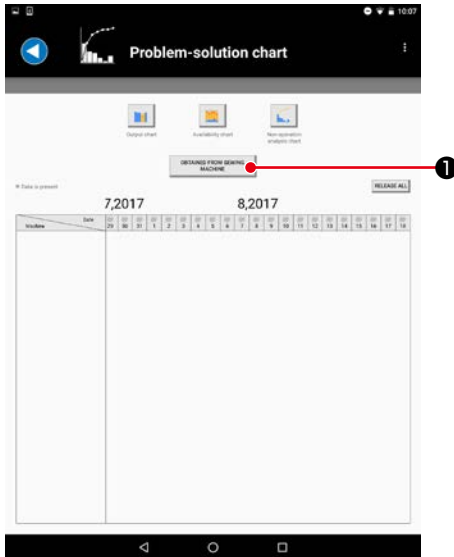 10:07
Problem-solution chart
Output chart
Availability chart
Non-operation
analysis chart
OBTAINED FROM SEWING
MACHINE
❶
* Data is present
RELEASE ALL
7,2017 8,2017
Date
Machine
29 30 31 1 2 3 4 5 6 7 8 9 10 11 12 13 14 15 16 17 18